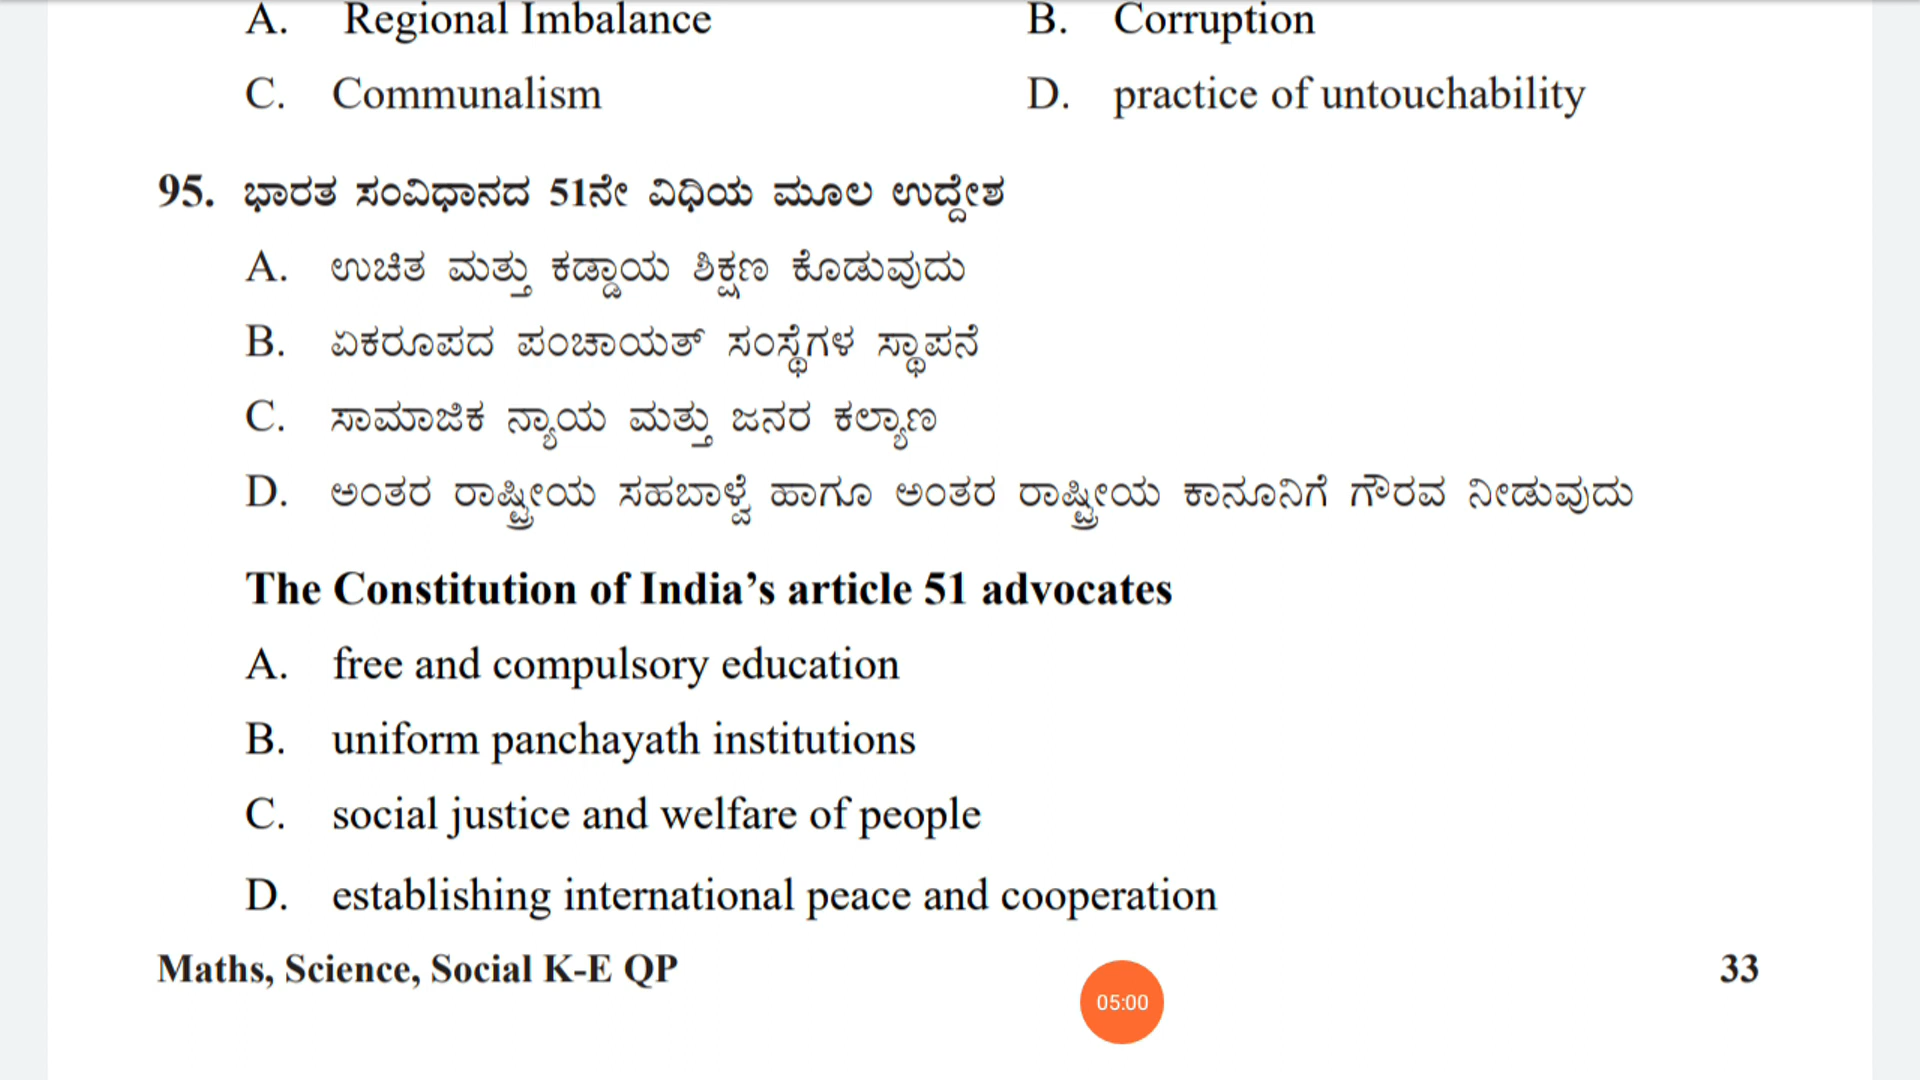 A. Regional Imbalance B. Corruption
C. Communalism D. practice of untouchability
95. ಭಾರತ ಸಂವಿಧಾನದ 51ನೇ ವಿಧಿಯ ಮೂಲ ಉದ್ದೇಶ
A. ಉಚಿತ ಮತ್ತು ಕಡ್ಡಾಯ ಶಿಕ್ಷಣ ಕೊಡುವುದು
B. ಏಕರೂಪದ ಪಂಚಾಯತ್ ಸಂಸ್ಥೆಗಳ ಸ್ಥಾಪನೆ
C. ಸಾಮಾಜಿಕ ನ್ಯಾಯ ಮತ್ತು ಜನರ ಕಲ್ಯಾಣ
D. ಅಂತರ ರಾಷ್ಟ್ರೀಯ ಸಹಬಾಳ್ವೆ ಹಾಗೂ ಅಂತರ ರಾಷ್ಟ್ರೀಯ ಕಾನೂನಿಗೆ ಗೌರವ ನೀಡುವುದು
The Constitution of India’s article 51 advocates
A. free and compulsory education
B. uniform panchayath institutions
C. social justice and welfare of people
D. establishing international peace and cooperation
Maths, Science, Social K-E QP 33
05:00